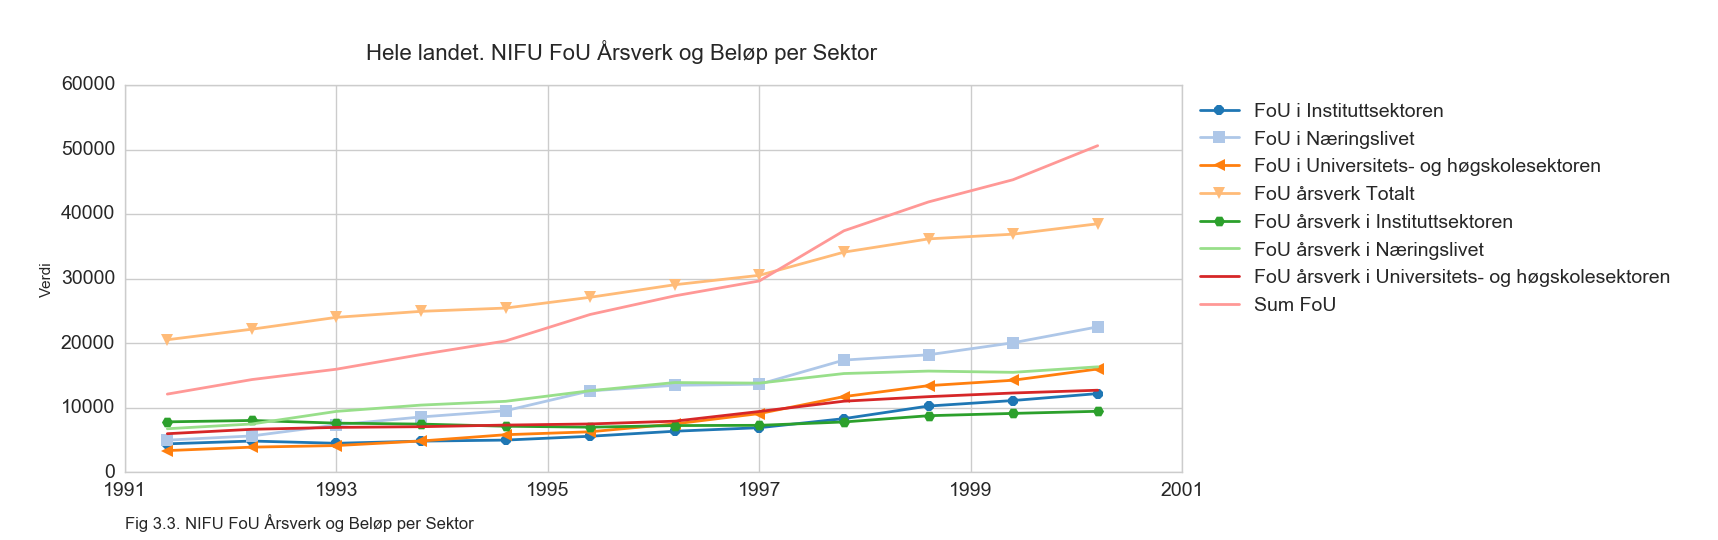 Hele landet. NIFU FoU Årsverk og Beløp per Sektor
60000
50000
40000
30000
20000
10000
0
Verdi
1991 1993 1995 1997 1999 2001
FoU i Instituttsektoren
FoU i Næringslivet
FoU i Universitets- og høgskolesektoren
FoU årsverk Totalt
FoU årsverk i Instituttsektoren
FoU årsverk i Næringslivet
FoU årsverk i Universitets- og høgskolesektoren
Sum FoU
Fig 3.3. NIFU FoU Årsverk og Beløp per Sektor